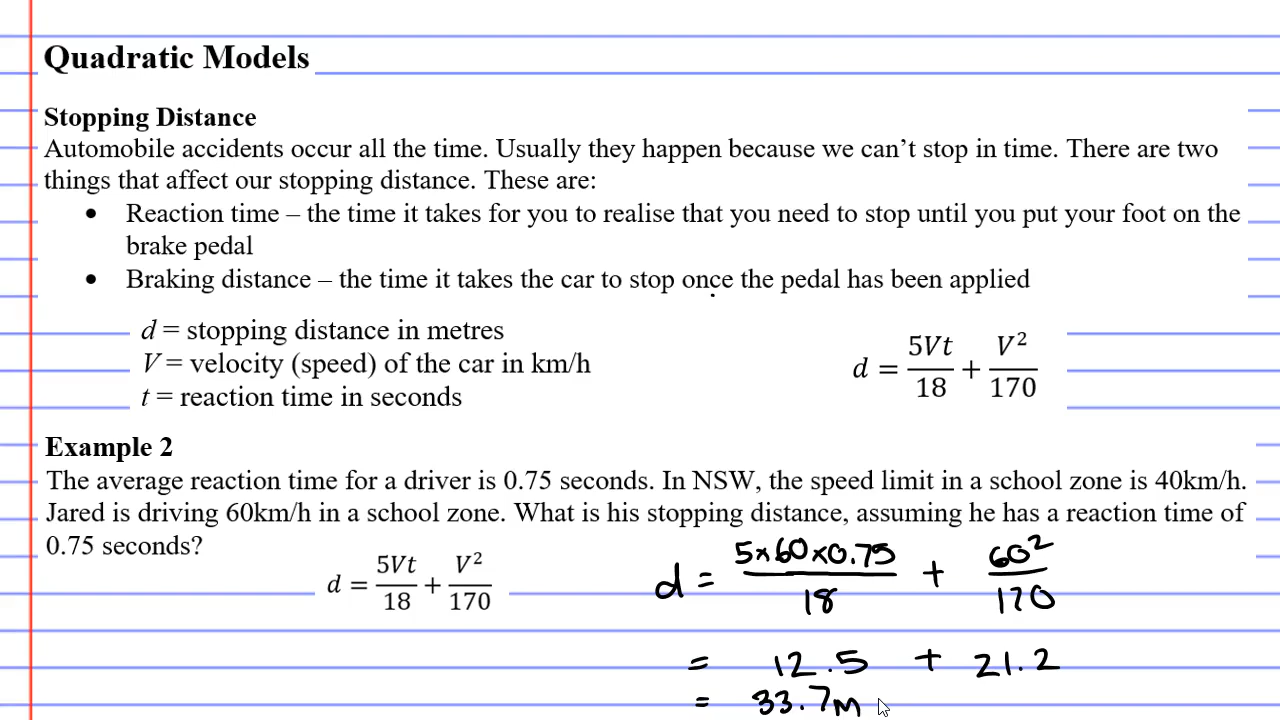 Quadratic Models
Stopping Distance
Automobile accidents occur all the time. Usually they happen because we can’t stop in time. There are two
things that affect our stopping distance. These are:
• Reaction time – the time it takes for you to realise that you need to stop until you put your foot on the
brake pedal
• Braking distance – the time it takes the car to stop once the pedal has been applied
d = stopping distance in metres
V = velocity (speed) of the car in km/h
t = reaction time in seconds
d = 5Vt/18 + V²/170
Example 2
The average reaction time for a driver is 0.75 seconds. In NSW, the speed limit in a school zone is 40km/h.
Jared is driving 60km/h in a school zone. What is his stopping distance, assuming he has a reaction time of
0.75 seconds?
d = 5Vt/18 + V²/170
d = 5×60×0.75/18 + 60²/170
= 12.5 + 21.2
= 33.7m